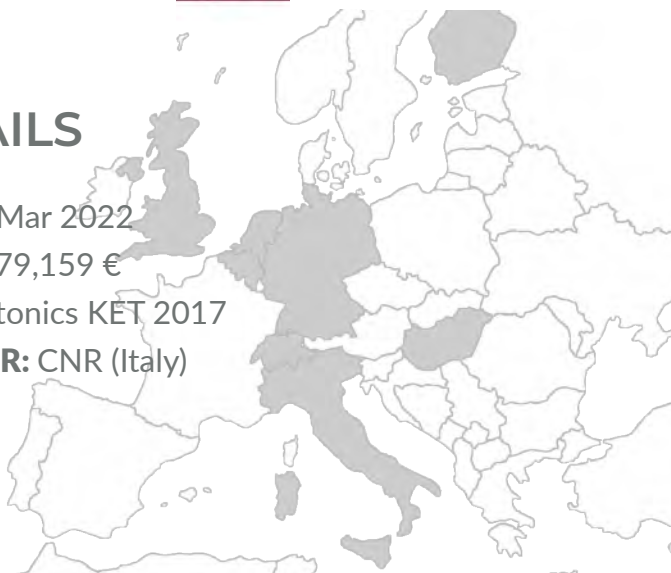 AILS
Mar 2022
79,159 €
tonics KET 2017
R: CNR (Italy)